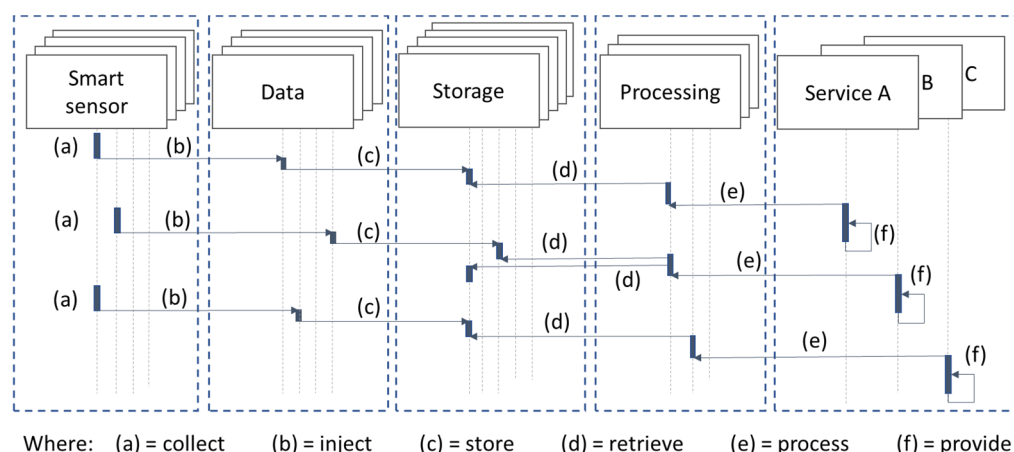 Smart
sensor
Data
Storage
Processing
Service A
B
C
(a)
(b)
(c)
(d)
(e)
(f)
(a)
(b)
(c)
(d)
(d)
(e)
(f)
(a)
(b)
(c)
(d)
(e)
(f)
Where: (a) = collect (b) = inject (c) = store (d) = retrieve (e) = process (f) = provide